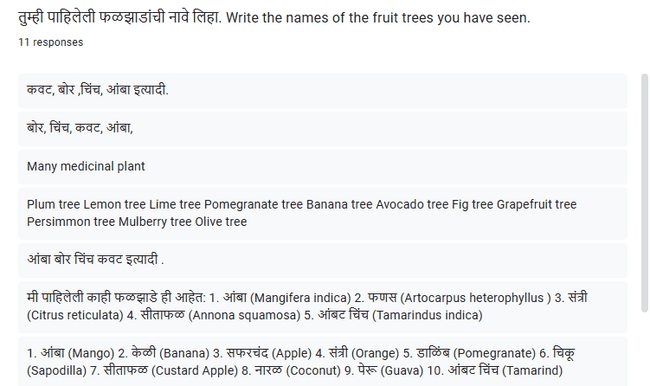 तुम्ही पाहिलेली फळझाडांची नावे लिहा. Write the names of the fruit trees you have seen.
11 responses
कवट, बोर ,चिंच, आंबा इत्यादी.
बोर, चिंच, कवट, आंबा,
Many medicinal plant
Plum tree Lemon tree Lime tree Pomegranate tree Banana tree Avocado tree Fig tree Grapefruit tree
Persimmon tree Mulberry tree Olive tree
आंबा बोर चिंच कवट इत्यादी .
मी पाहिलेली काही फळझाडे ही आहेत: 1. आंबा (Mangifera indica) 2. फणस (Artocarpus heterophyllus ) 3. संत्री
(Citrus reticulata) 4. सीताफळ (Annona squamosa) 5. आंबट चिंच (Tamarindus indica)
1. आंबा (Mango) 2. केळी (Banana) 3. सफरचंद (Apple) 4. संत्री (Orange) 5. डाळिंब (Pomegranate) 6. चिकू
(Sapodilla) 7. सीताफळ (Custard Apple) 8. नारळ (Coconut) 9. पेरू (Guava) 10. आंबट चिंच (Tamarind)